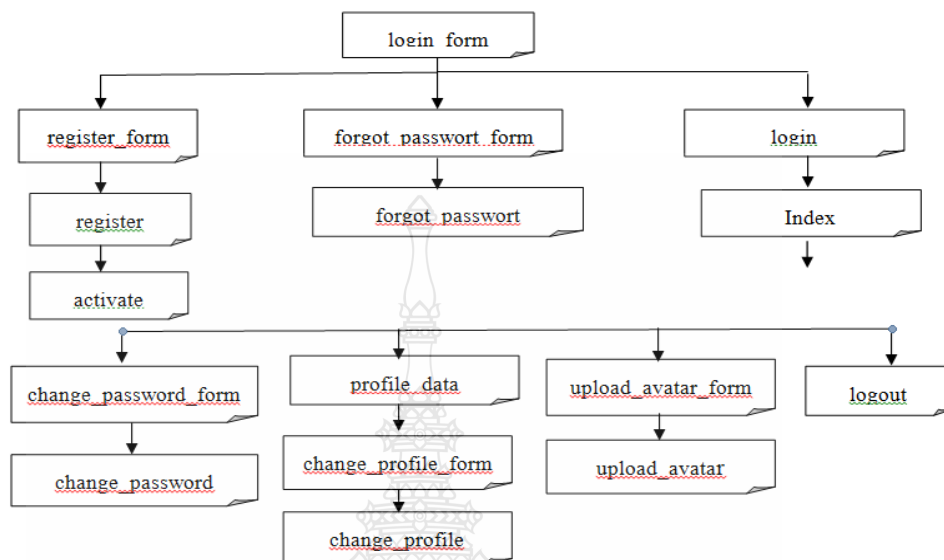 login_form
register_form
forgot_passwort_form
login
register
forgot_passwort
Index
activate
change_password_form
profile_data
upload_avatar_form
logout
change_password
change_profile_form
upload_avatar
change_profile